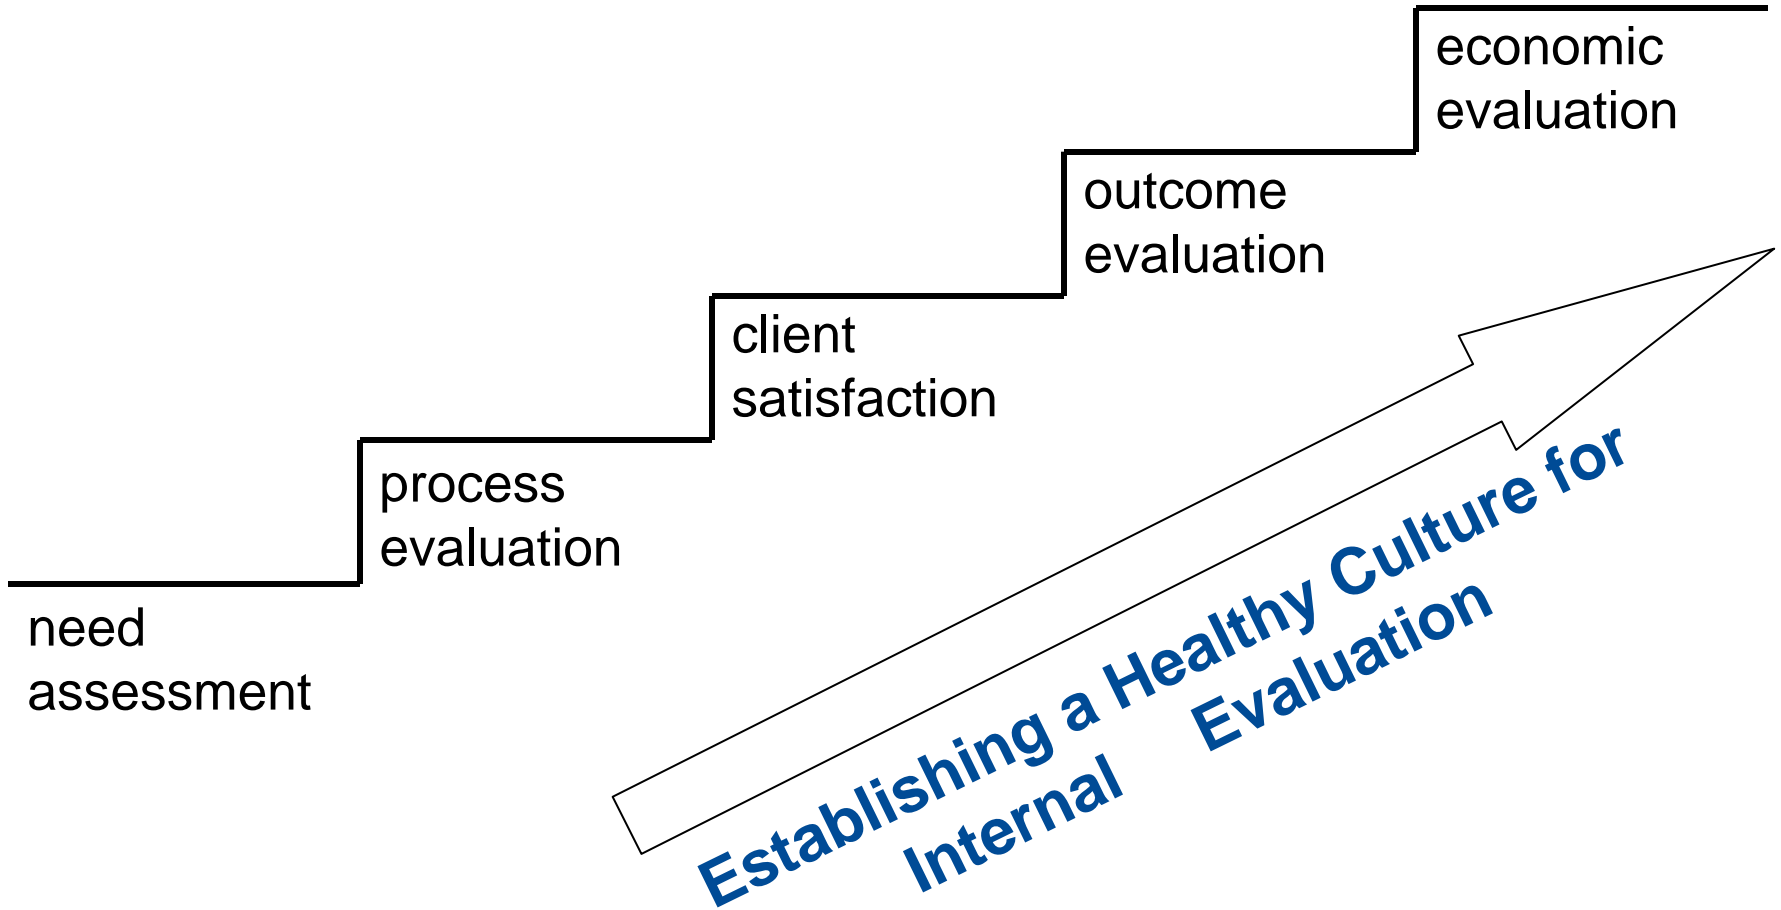 economic
evaluation
outcome
evaluation
client
satisfaction
process
evaluation
need
assessment
Establishing a Healthy Culture for
Internal Evaluation